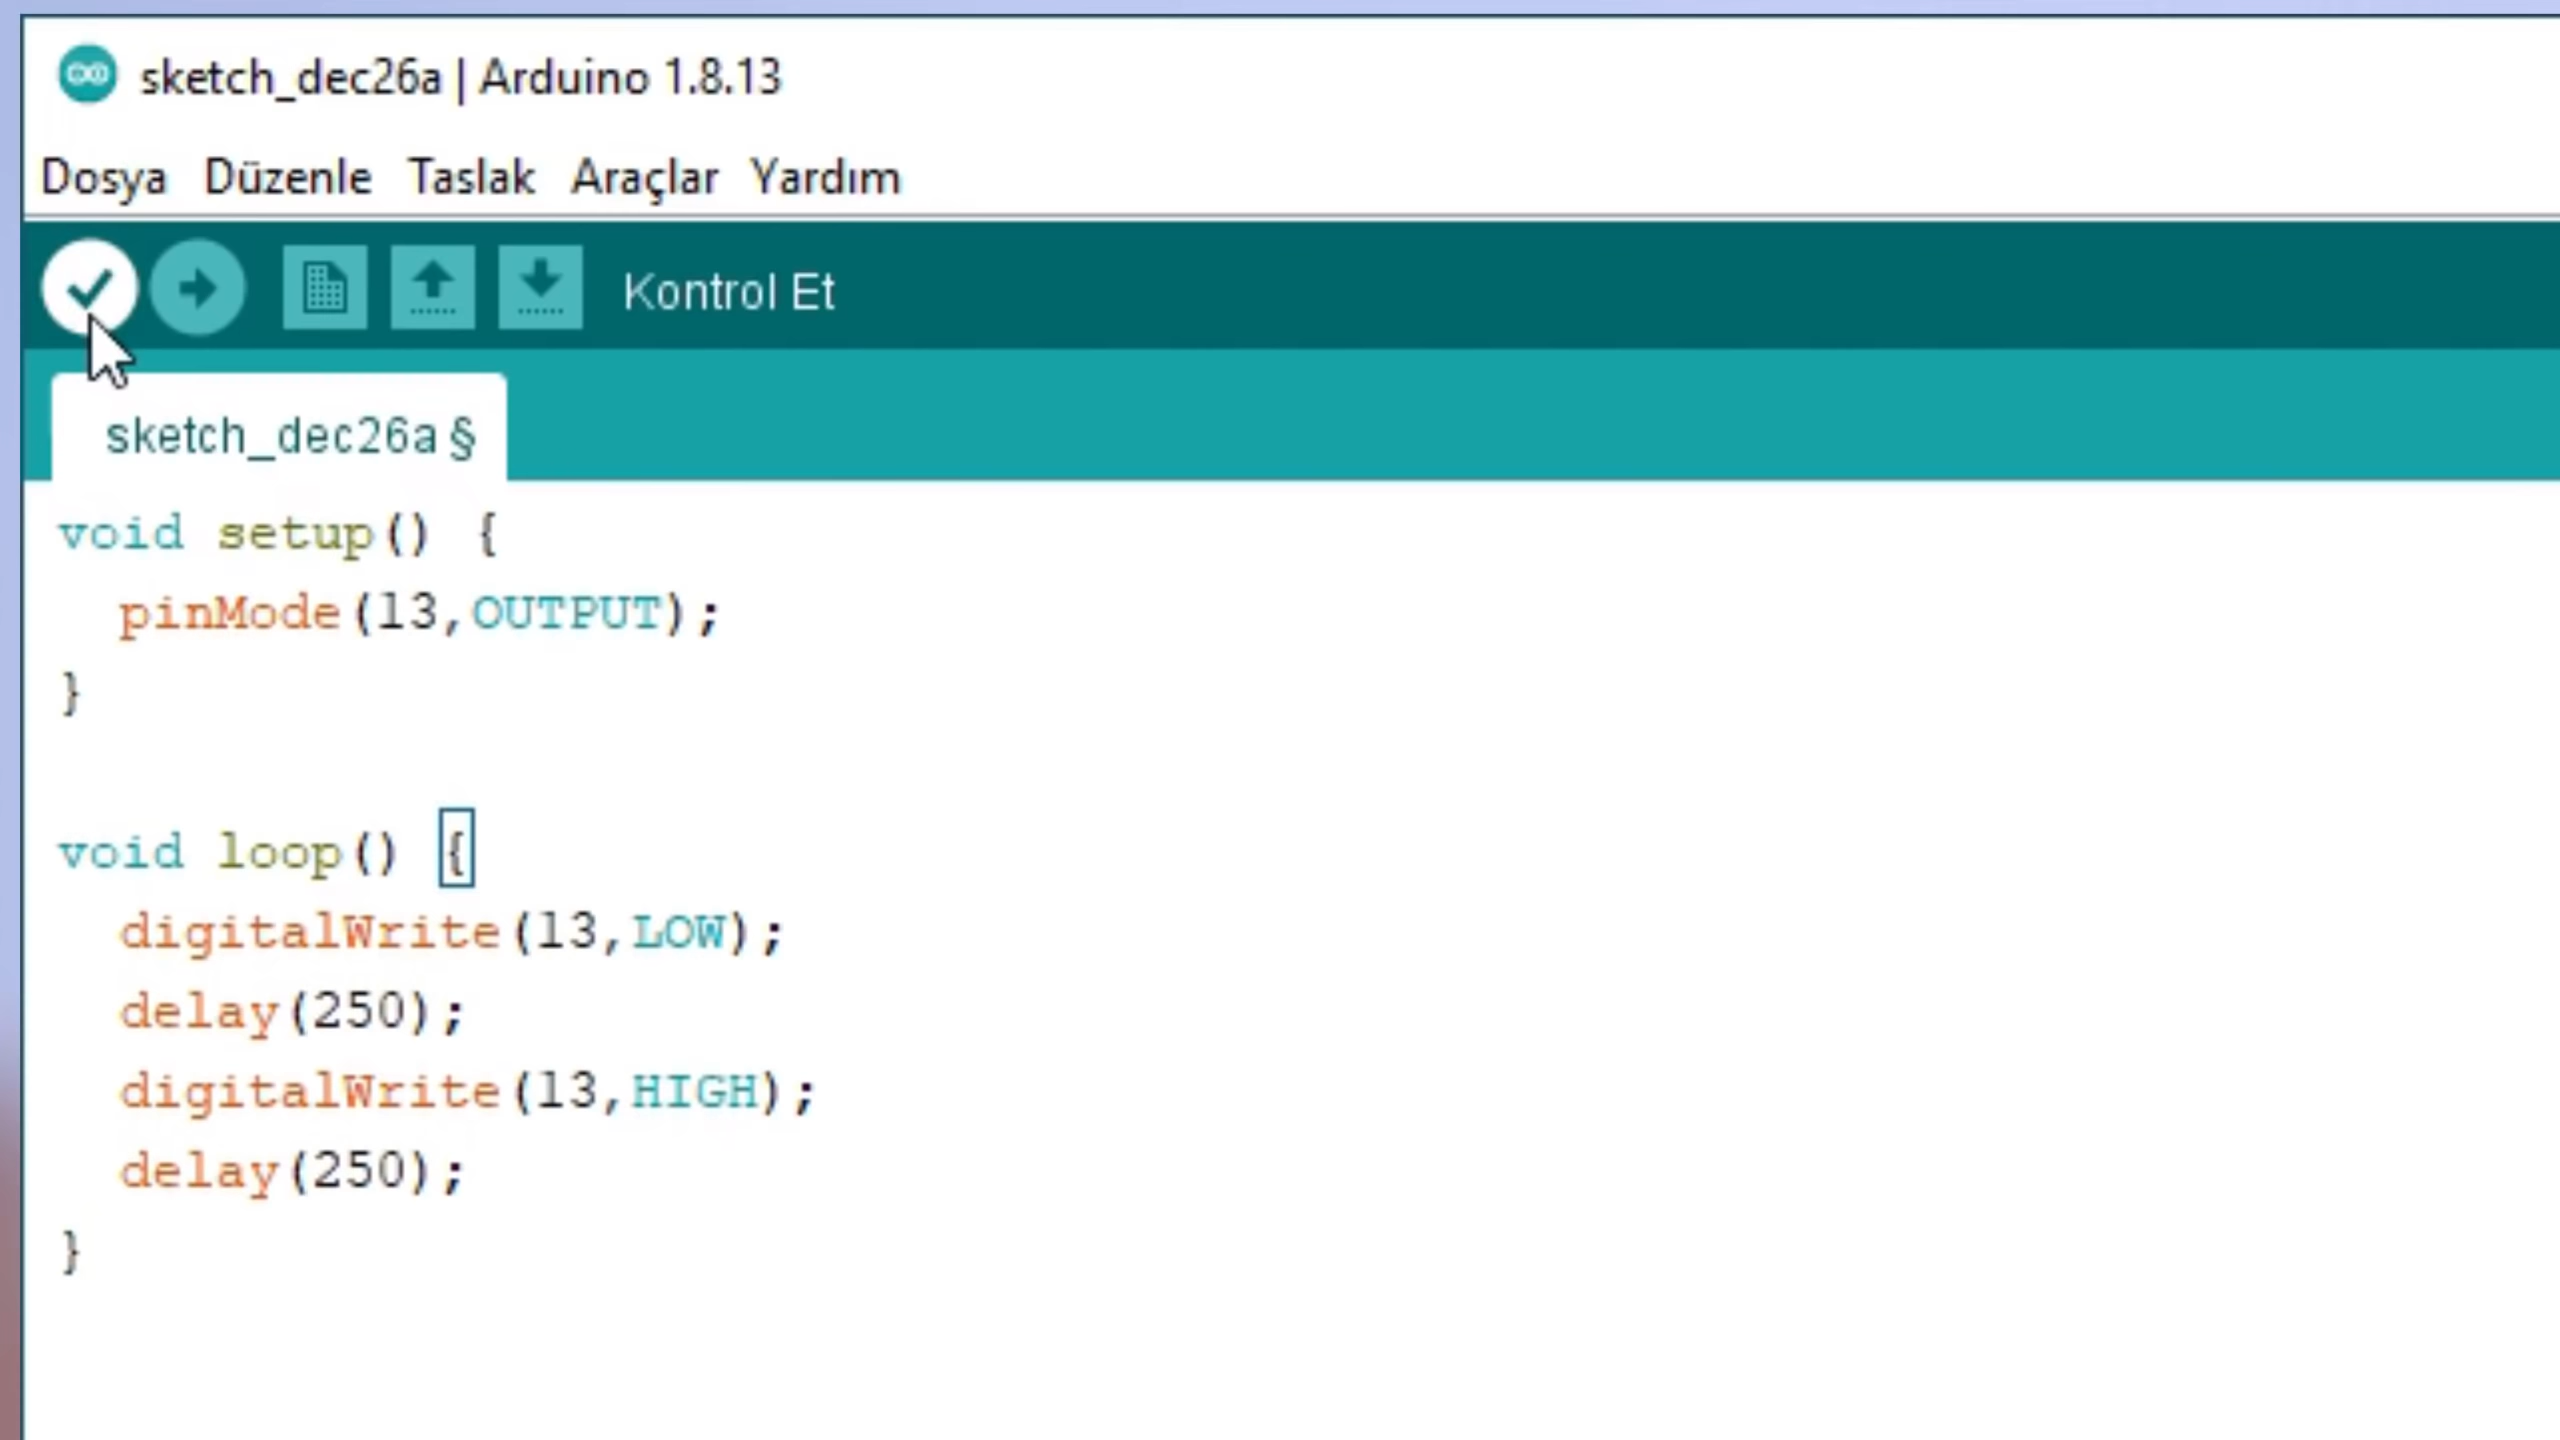 sketch_dec26a | Arduino 1.8.13
Dosya Düzenle Taslak Araçlar Yardım
Kontrol Et
sketch_dec26a §
void setup() {
  pinMode(13,OUTPUT);
}

void loop() {
  digitalWrite(13,LOW);
  delay(250);
  digitalWrite(13,HIGH);
  delay(250);
}